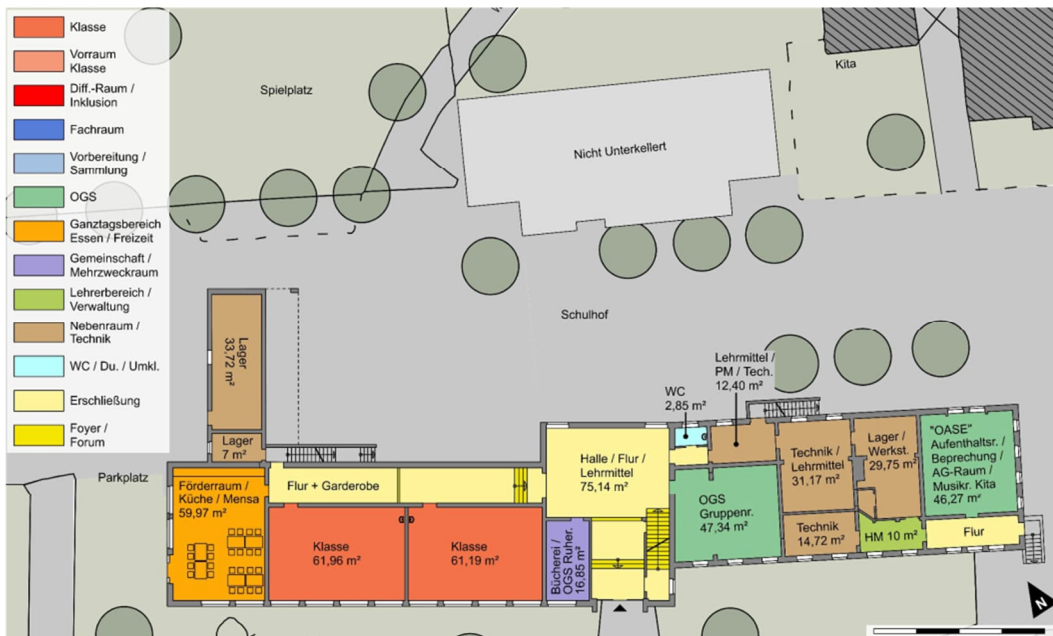 Klasse
Vorraum
Klasse
Diff.-Raum /
Inklusion
Fachraum
Vorbereitung /
Sammlung
OGS
Ganztagsbereich
Essen / Freizeit
Gemeinschaft /
Mehrzweckraum
Lehrerbereich /
Verwaltung
Nebenraum /
Technik
WC / Du. / Umkl.
Erschließung
Foyer /
Forum
Spielplatz
Nicht Unterkellert
Kita
Schulhof
Parkplatz
Lager
33,72 m²
Lager
7 m²
Förderraum /
Küche / Mensa
59,97 m²
Flur + Garderobe
Klasse
61,96 m²
Klasse
61,19 m²
Halle / Flur /
Lehrmittel
75,14 m²
Bücherei /
OGS Ruher.
16,85 m²
WC
2,85 m²
Lehrmittel /
PM / Tech.
12,40 m²
OGS
Gruppenr.
47,34 m²
Technik /
Lehrmittel
31,17 m²
Technik
14,72 m²
Lager /
Werkst.
29,75 m²
HM 10 m²
"OASE"
Aufenthaltsr. /
Beprechung /
AG-Raum /
Musikr. Kita
46,27 m²
Flur
N